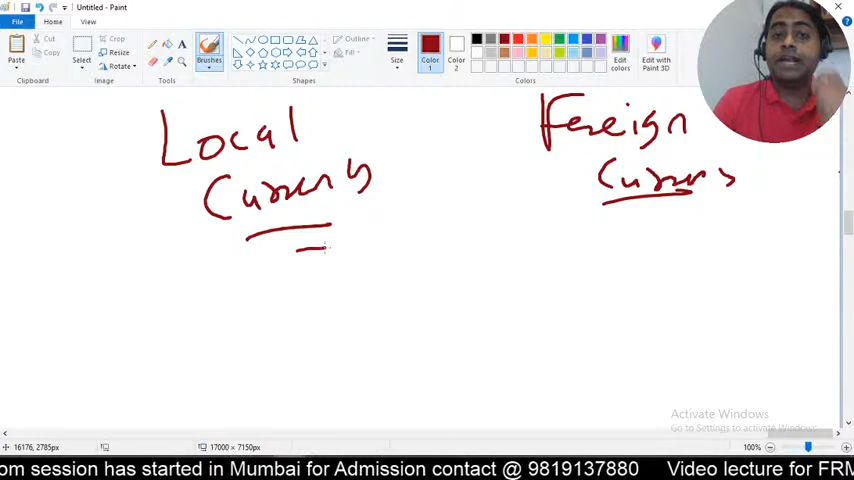 Untitled - Paint
File Home View
Paste
Cut
Copy
Clipboard
Select
Crop
Resize
Rotate
Image
Tools
Brushes
Shapes
Outline
Fill
Size
Color 1
Color 2
Colors
Edit colors
Edit with Paint 3D
Local Foreign
Currency Currency
Activate Windows
Go to Settings to activate Windows.
16176, 2785px
17000 × 7150px
100%
om session has started in Mumbai for Admission contact @ 9819137880 Video lecture for FRM